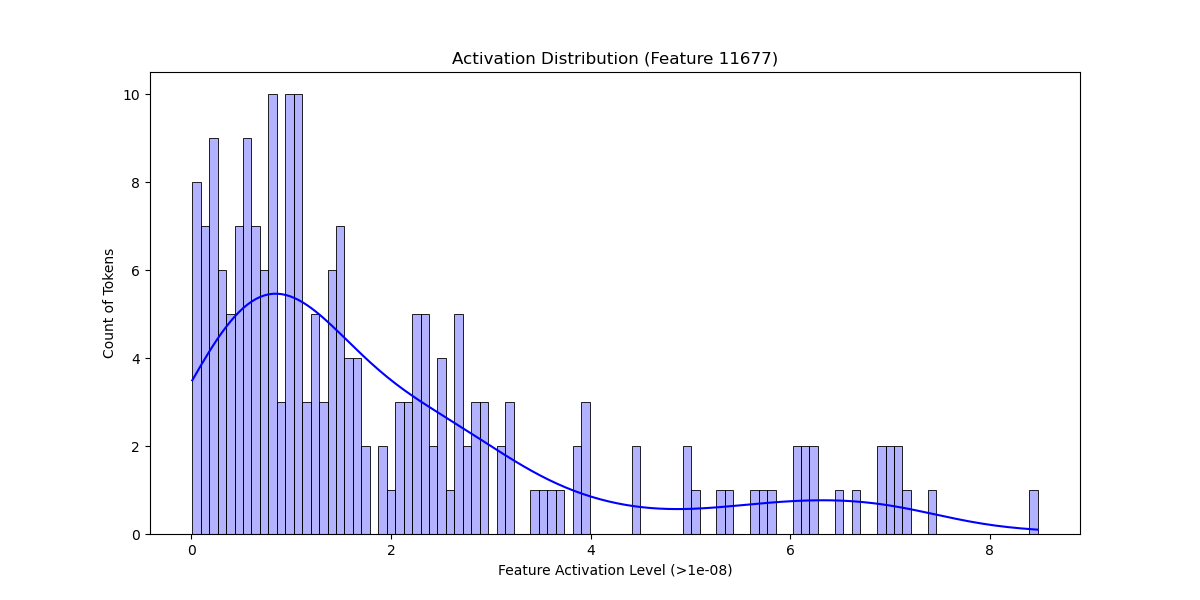 Activation Distribution (Feature 11677)
10
8
6
4
2
0
Count of Tokens
0 2 4 6 8
Feature Activation Level (>1e-08)